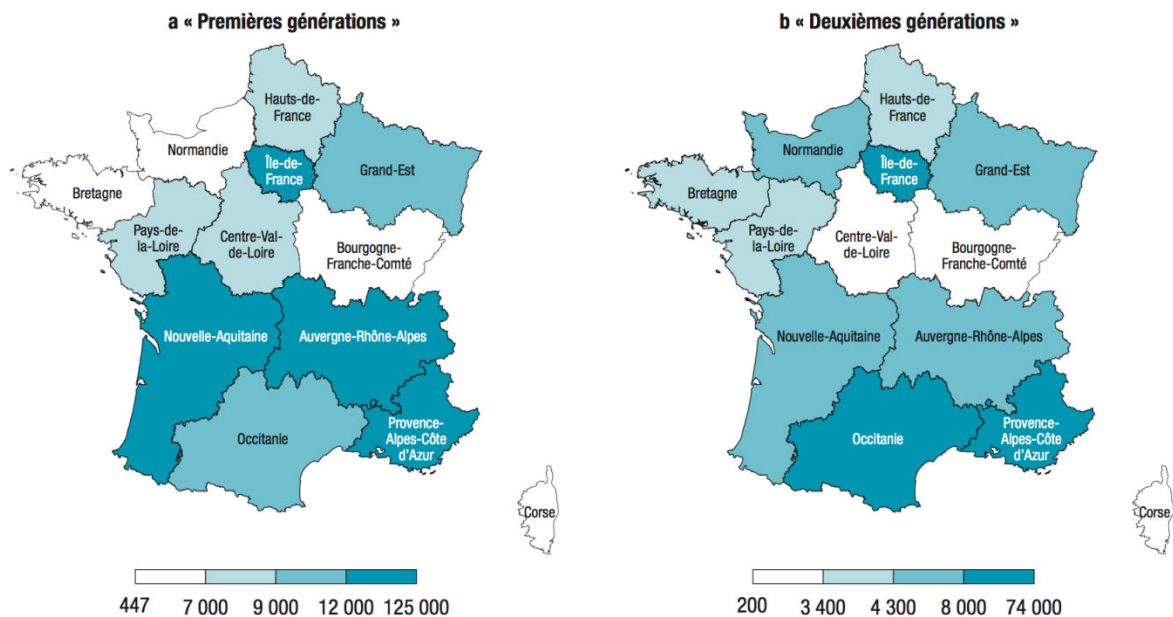 a « Premières générations »
Hauts-de-
France
Normandie
Île-de-
France
Grand-Est
Bretagne
Pays-de-
la-Loire
Centre-Val-
de-Loire
Bourgogne-
Franche-Comté
Nouvelle-Aquitaine
Auvergne-Rhône-Alpes
Occitanie
Provence-
Alpes-Côte
d'Azur
Corse
447 7 000 9 000 12 000 125 000
b « Deuxièmes générations »
Hauts-de-
France
Normandie
Île-de-
France
Grand-Est
Bretagne
Pays-de-
la-Loire
Centre-Val-
de-Loire
Bourgogne-
Franche-Comté
Nouvelle-Aquitaine
Auvergne-Rhône-Alpes
Occitanie
Provence-
Alpes-Côte
d'Azur
Corse
200 3 400 4 300 8 000 74 000